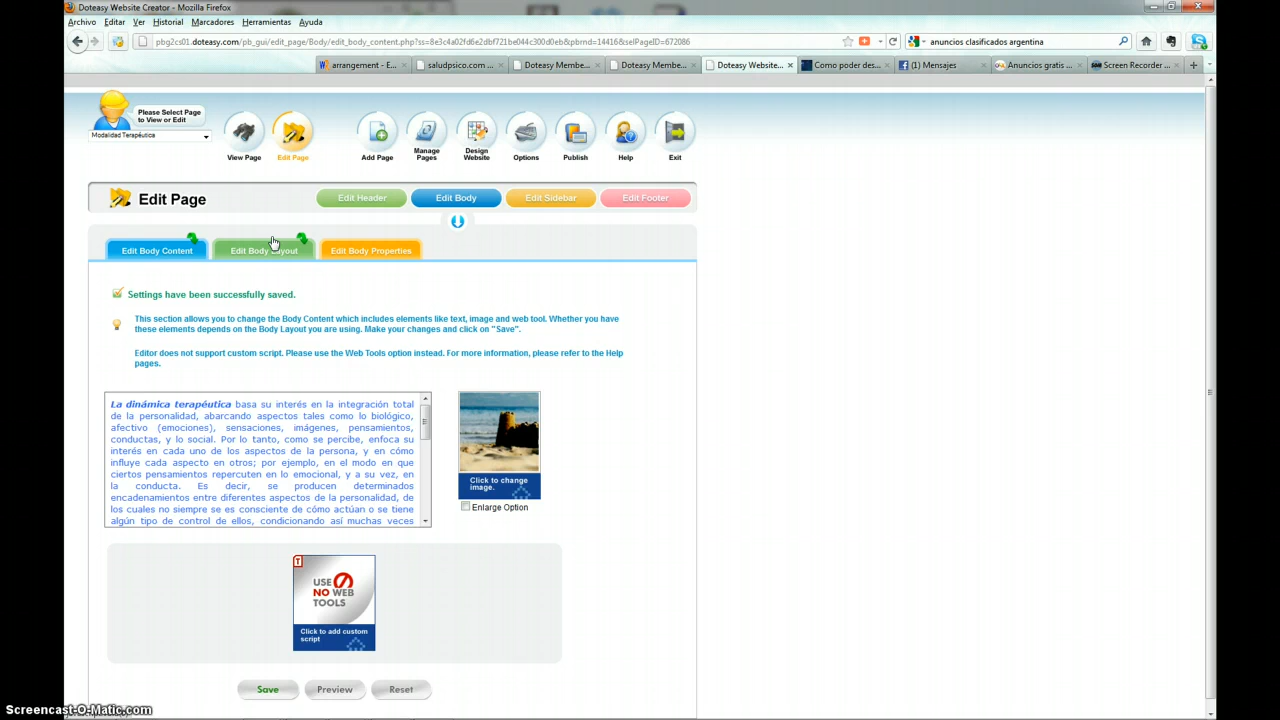 Doteasy Website Creator - Mozilla Firefox
Archivo Editar Ver Historial Marcadores Herramientas Ayuda
pbg2cs01.doteasy.com/pb_gui/edit_page/Body/edit_body_content.php?ss=8e3c4a02fd6e2dbf721be044c300d0eb&pbrnd=14416&selPageID=672086
anuncios clasificados argentina
arrangement - E...
saludpsico.com ...
Doteasy Membe...
Doteasy Membe...
Doteasy Website...
Como poder des...
(1) Mensajes
Anuncios gratis ...
Screen Recorder ...
Please Select Page
to View or Edit
Modalidad Terapéutica
View Page
Edit Page
Add Page
Manage
Pages
Design
Website
Options
Publish
Help
Exit
Edit Page
Edit Header
Edit Body
Edit Sidebar
Edit Footer
Edit Body Content
Edit Body Layout
Edit Body Properties
Settings have been successfully saved.
This section allows you to change the Body Content which includes elements like text, image and web tool. Whether you have
these elements depends on the Body Layout you are using. Make your changes and click on "Save".
Editor does not support custom script. Please use the Web Tools option instead. For more information, please refer to the Help
pages.
La dinámica terapéutica basa su interés en la integración total
de la personalidad, abarcando aspectos tales como lo biológico,
afectivo (emociones), sensaciones, imágenes, pensamientos,
conductas, y lo social. Por lo tanto, como se percibe, enfoca su
interés en cada uno de los aspectos de la persona, y en cómo
influye cada aspecto en otros; por ejemplo, en el modo en que
ciertos pensamientos repercuten en lo emocional, y a su vez, en
la conducta. Es decir, se producen determinados
encadenamientos entre diferentes aspectos de la personalidad, de
los cuales no siempre se es consciente de cómo actúan o se tiene
algún tipo de control de ellos, condicionando así muchas veces
Click to change
image.
Enlarge Option
T
USE
NO WEB
TOOLS
Click to add custom
script
Save
Preview
Reset
Screencast-O-Matic.com